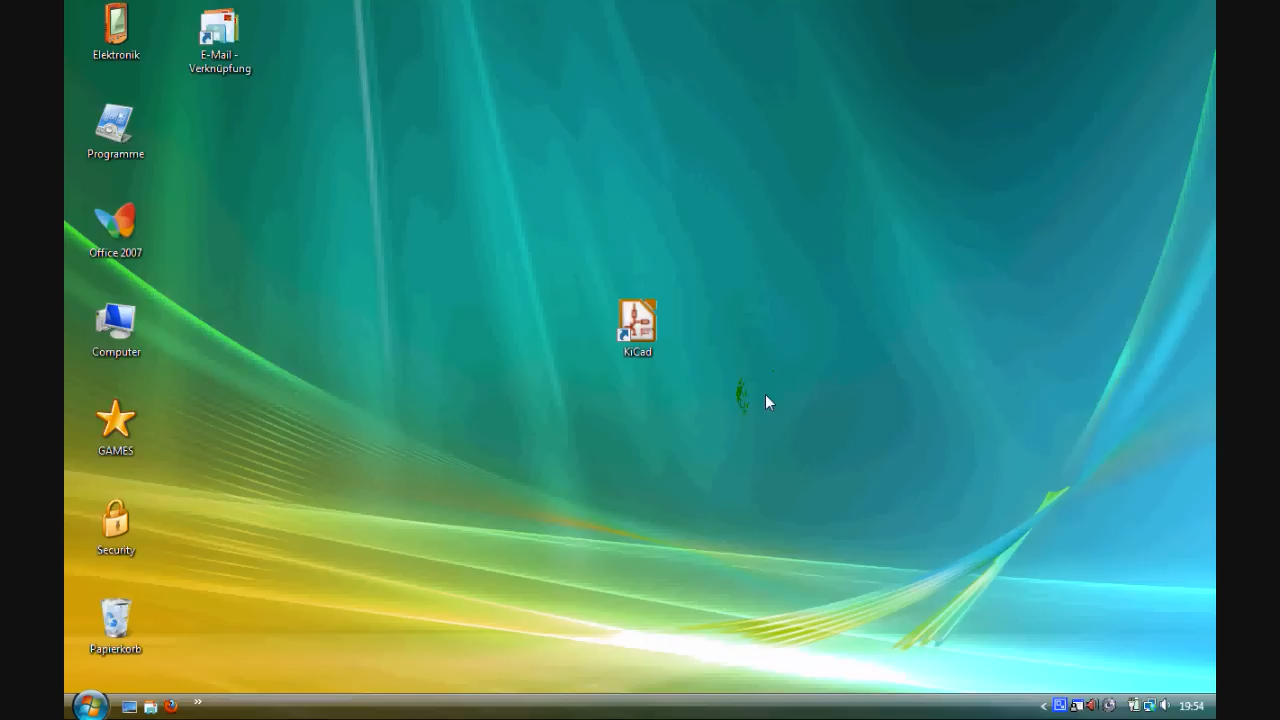 Elektronik
E-Mail -
Verknüpfung
Programme
Office 2007
Computer
KiCad
GAMES
Security
Papierkorb
19:54